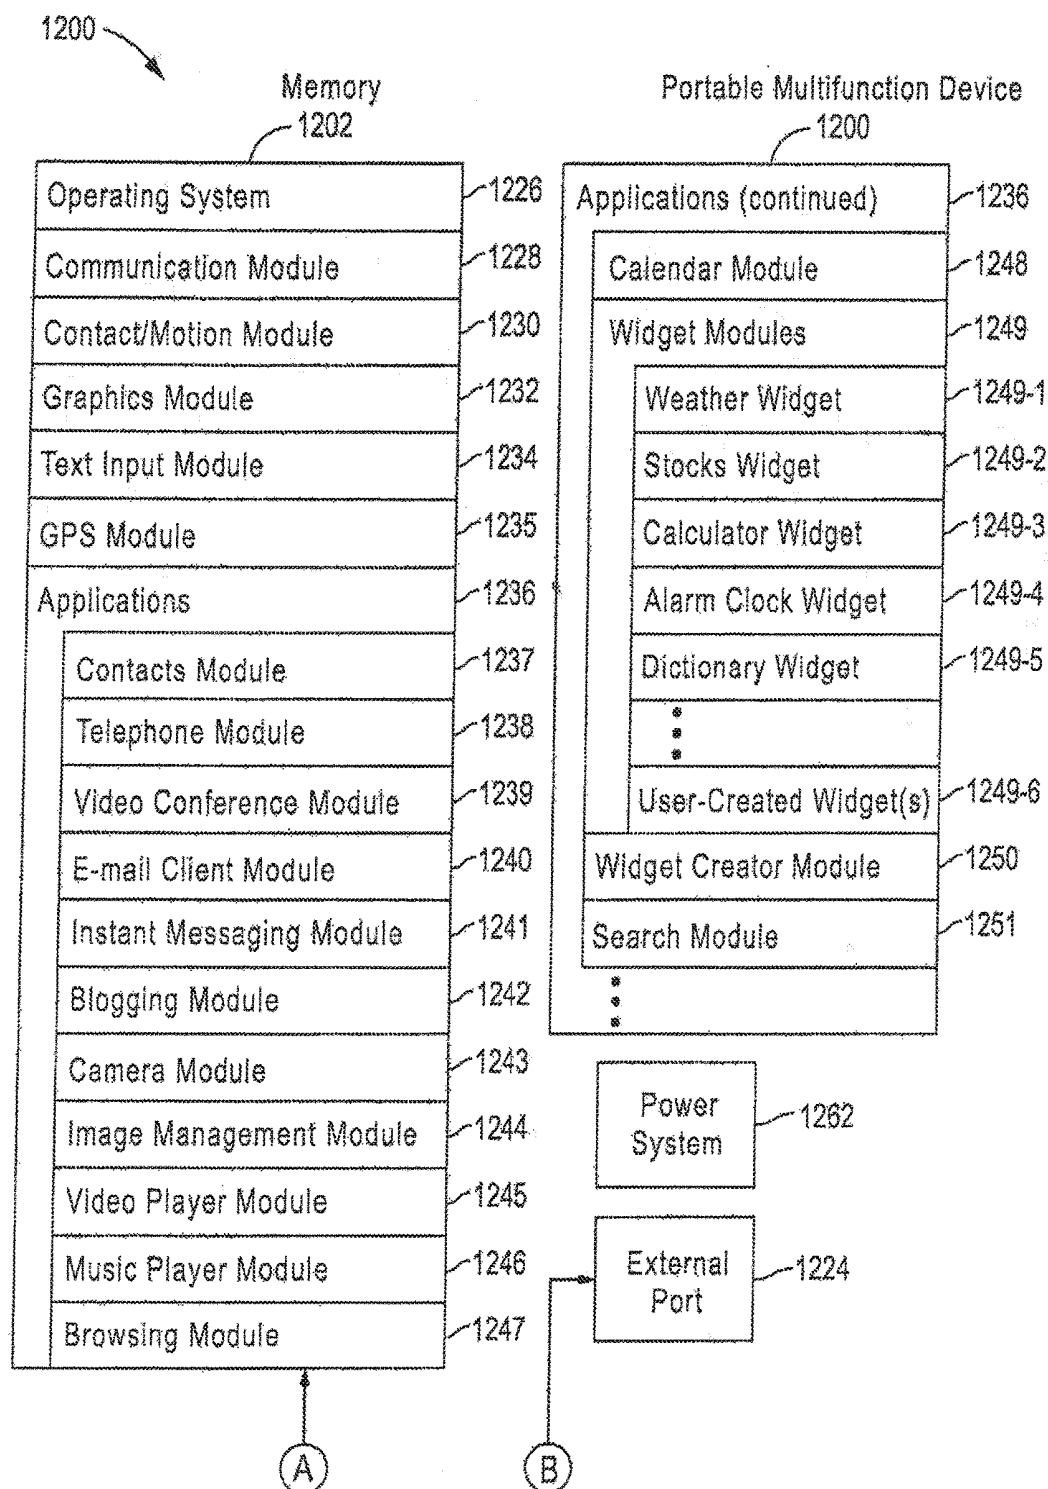 1200
Memory
1202
Operating System
1226
Communication Module
1228
Contact/Motion Module
1230
Graphics Module
1232
Text Input Module
1234
GPS Module
1235
Applications
1236
Contacts Module
1237
Telephone Module
1238
Video Conference Module
1239
E-mail Client Module
1240
Instant Messaging Module
1241
Blogging Module
1242
Camera Module
1243
Image Management Module
1244
Video Player Module
1245
Music Player Module
1246
Browsing Module
1247
A
Portable Multifunction Device
1200
Applications (continued)
1236
Calendar Module
1248
Widget Modules
1249
Weather Widget
1249-1
Stocks Widget
1249-2
Calculator Widget
1249-3
Alarm Clock Widget
1249-4
Dictionary Widget
1249-5
User-Created Widget(s)
1249-6
Widget Creator Module
1250
Search Module
1251
Power
System
1262
External
Port
1224
B